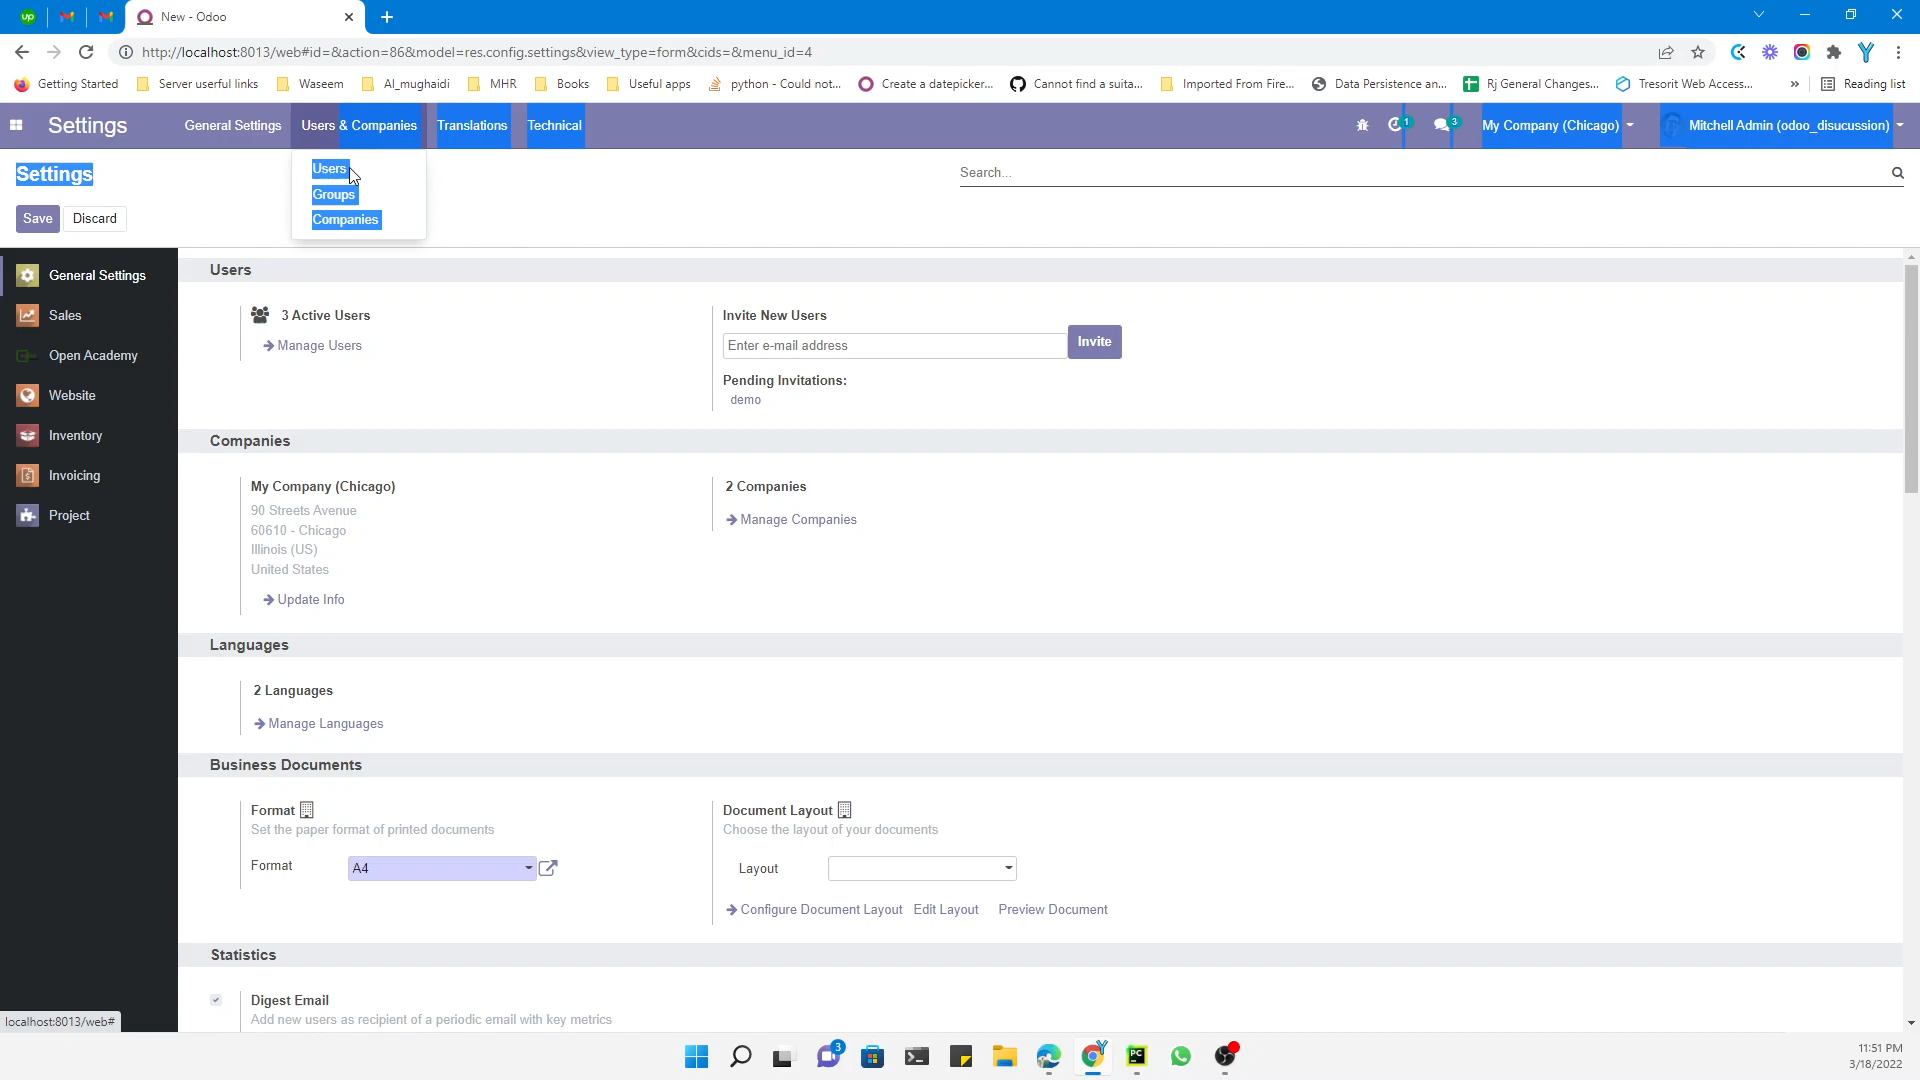 New - Odoo
http://localhost:8013/web#id=&action=86&model=res.config.settings&view_type=form&cids=&menu_id=4
Getting Started
Server userful links
Waseem
Al_mughaidi
MHR
Books
Useful apps
python - Could not...
Create a datepicker...
Cannot find a suita...
Imported From Fire...
Data Persistence an...
Rj General Changes...
Tresorit Web Access...
Reading list
Settings
General Settings
Users & Companies
Translations
Technical
1
3
My Company (Chicago)
Mitchell Admin (odoo_disucussion)
Settings
Users
Groups
Companies
Search...
Save
Discard
General Settings
Sales
Open Academy
Website
Inventory
Invoicing
Project
Users
3 Active Users
Manage Users
Invite New Users
Enter e-mail address
Invite
Pending Invitations:
demo
Companies
My Company (Chicago)
90 Streets Avenue
60610 - Chicago
Illinois (US)
United States
Update Info
2 Companies
Manage Companies
Languages
2 Languages
Manage Languages
Business Documents
Format
Set the paper format of printed documents
Format
A4
Document Layout
Choose the layout of your documents
Layout
Configure Document Layout
Edit Layout
Preview Document
Statistics
Digest Email
Add new users as recipient of a periodic email with key metrics
localhost:8013/web#
3
11:51 PM
3/18/2022